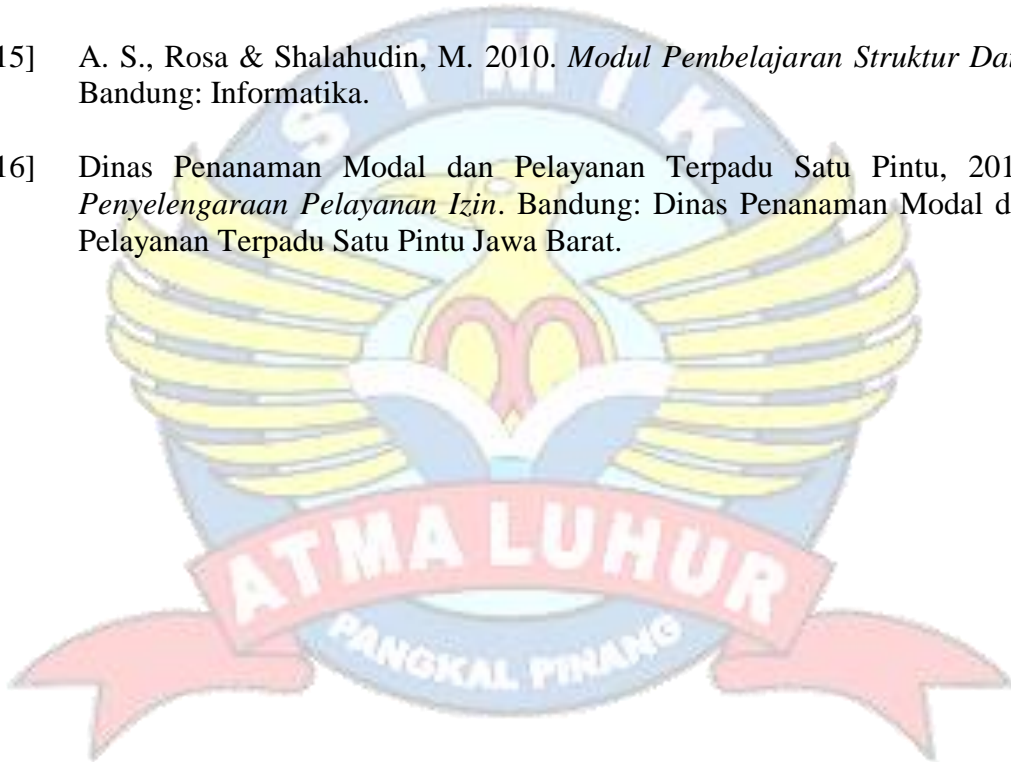 15] A. S., Rosa & Shalahudin, M. 2010. Modul Pembelajaran Struktur Da
Bandung: Informatika.
16] Dinas Penanaman Modal dan Pelayanan Terpadu Satu Pintu, 201
Penyelengaraan Pelayanan Izin. Bandung: Dinas Penanaman Modal d
Pelayanan Terpadu Satu Pintu Jawa Barat.
STMIK
ATMA LUHUR
PANGKAL PINANG